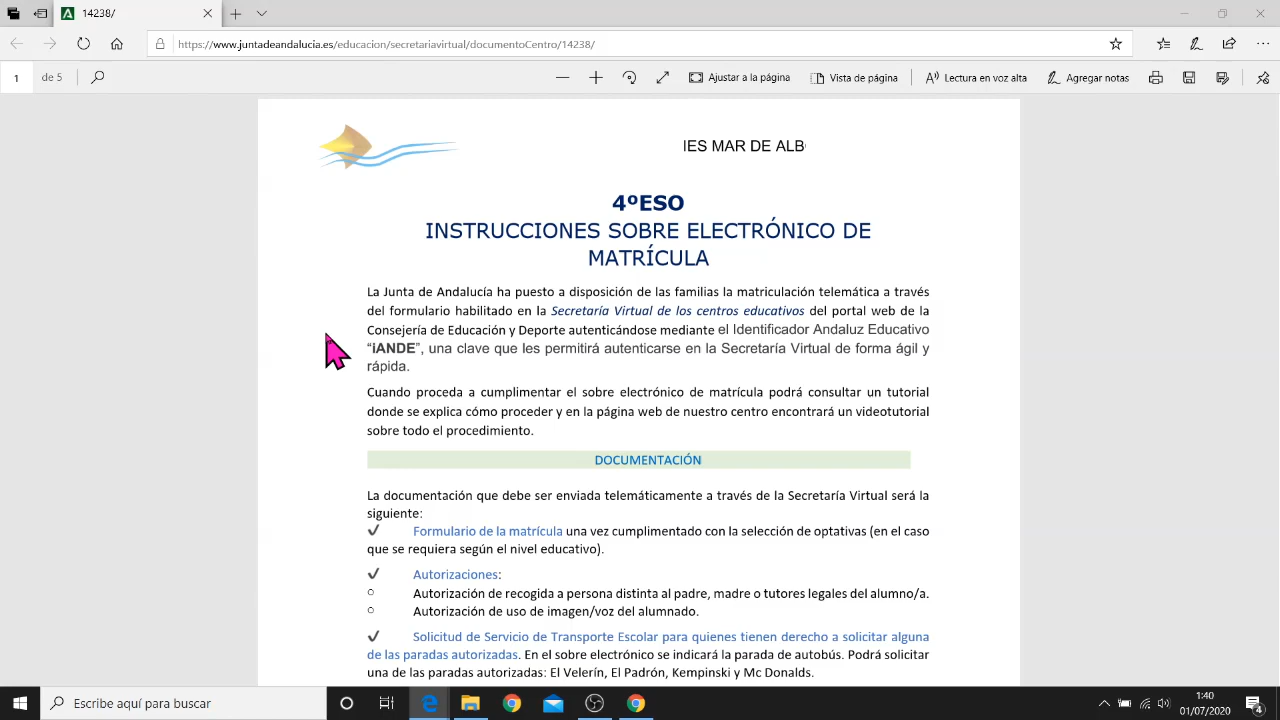 14238/
https://www.juntadeandalucia.es/educacion/secretariavirtual/documentoCentro/14238/
1 de 5 Ajustar a la página Vista de página Lectura en voz alta Agregar notas
IES MAR DE ALB
4ºESO
INSTRUCCIONES SOBRE ELECTRÓNICO DE
MATRÍCULA
La Junta de Andalucía ha puesto a disposición de las familias la matriculación telemática a través
del formulario habilitado en la Secretaría Virtual de los centros educativos del portal web de la
Consejería de Educación y Deporte autenticándose mediante el Identificador Andaluz Educativo
“iANDE”, una clave que les permitirá autenticarse en la Secretaría Virtual de forma ágil y
rápida.
Cuando proceda a cumplimentar el sobre electrónico de matrícula podrá consultar un tutorial
donde se explica cómo proceder y en la página web de nuestro centro encontrará un videotutorial
sobre todo el procedimiento.
DOCUMENTACIÓN
La documentación que debe ser enviada telemáticamente a través de la Secretaría Virtual será la
siguiente:
✓ Formulario de la matrícula una vez cumplimentado con la selección de optativas (en el caso
que se requiera según el nivel educativo).
✓ Autorizaciones:
○ Autorización de recogida a persona distinta al padre, madre o tutores legales del alumno/a.
○ Autorización de uso de imagen/voz del alumnado.
✓ Solicitud de Servicio de Transporte Escolar para quienes tienen derecho a solicitar alguna
de las paradas autorizadas. En el sobre electrónico se indicará la parada de autobús. Podrá solicitar
una de las paradas autorizadas: El Velerín, El Padrón, Kempinski y Mc Donalds.
Escribe aquí para buscar
1:40
01/07/2020